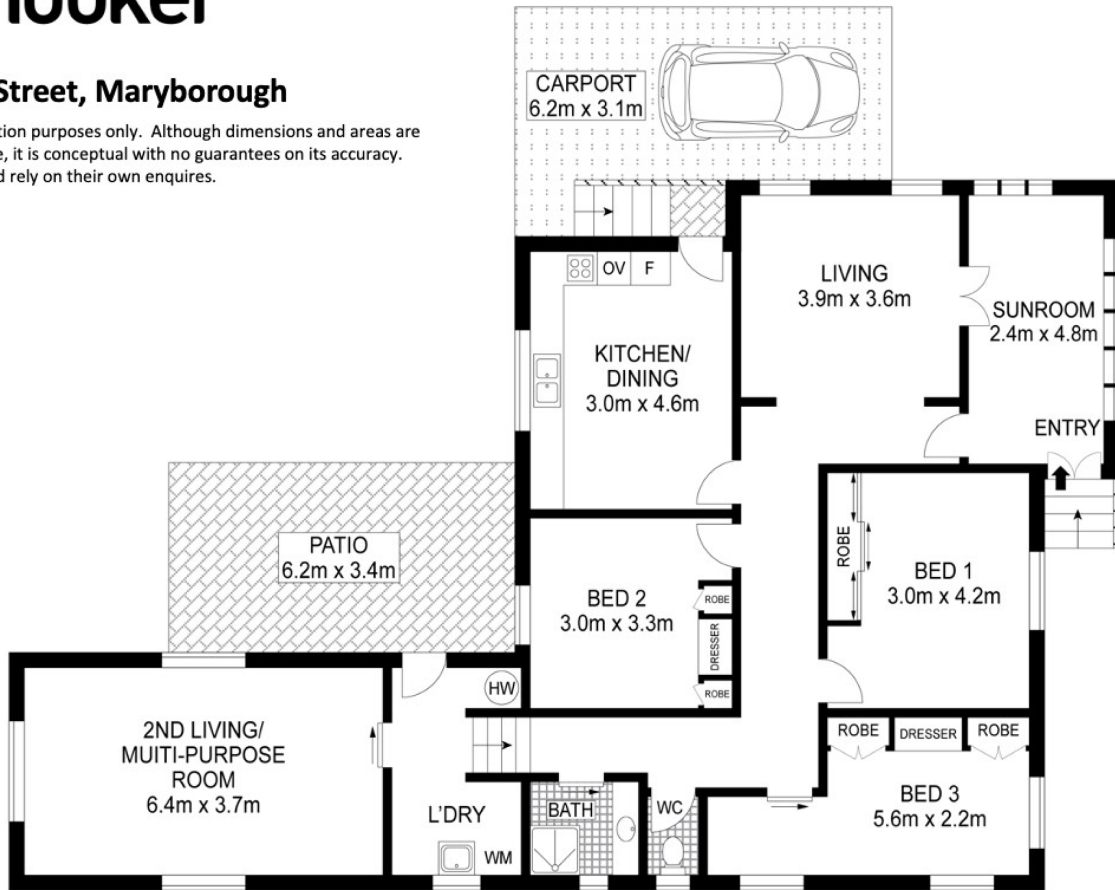 Street, Maryborough
purposes only. Although dimensions and areas are
it is conceptual with no guarantees on its accuracy.
rely on their own enquires.
CARPORT
6.2m x 3.1m
OV
F
LIVING
3.9m x 3.6m
SUNROOM
2.4m x 4.8m
KITCHEN/
DINING
3.0m x 4.6m
ENTRY
PATIO
6.2m x 3.4m
ROBE
BED 1
3.0m x 4.2m
BED 2
3.0m x 3.3m
ROBE
DRESSER
ROBE
HW
2ND LIVING/
MUITI-PURPOSE
ROOM
6.4m x 3.7m
ROBE
DRESSER
ROBE
L'DRY
WM
BATH
WC
BED 3
5.6m x 2.2m